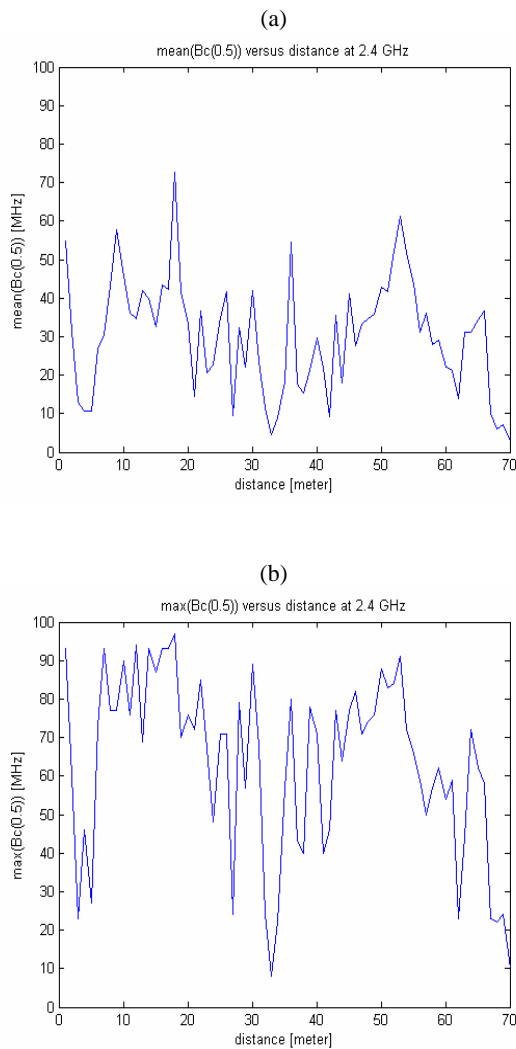 (a)
mean(Bc(0.5)) versus distance at 2.4 GHz
100
90
80
70
60
50
40
30
20
10
0
mean(Bc(0.5)) [MHz]
0 10 20 30 40 50 60 70
distance [meter]
(b)
max(Bc(0.5)) versus distance at 2.4 GHz
100
90
80
70
60
50
40
30
20
10
0
max(Bc(0.5)) [MHz]
0 10 20 30 40 50 60 70
distance [meter]